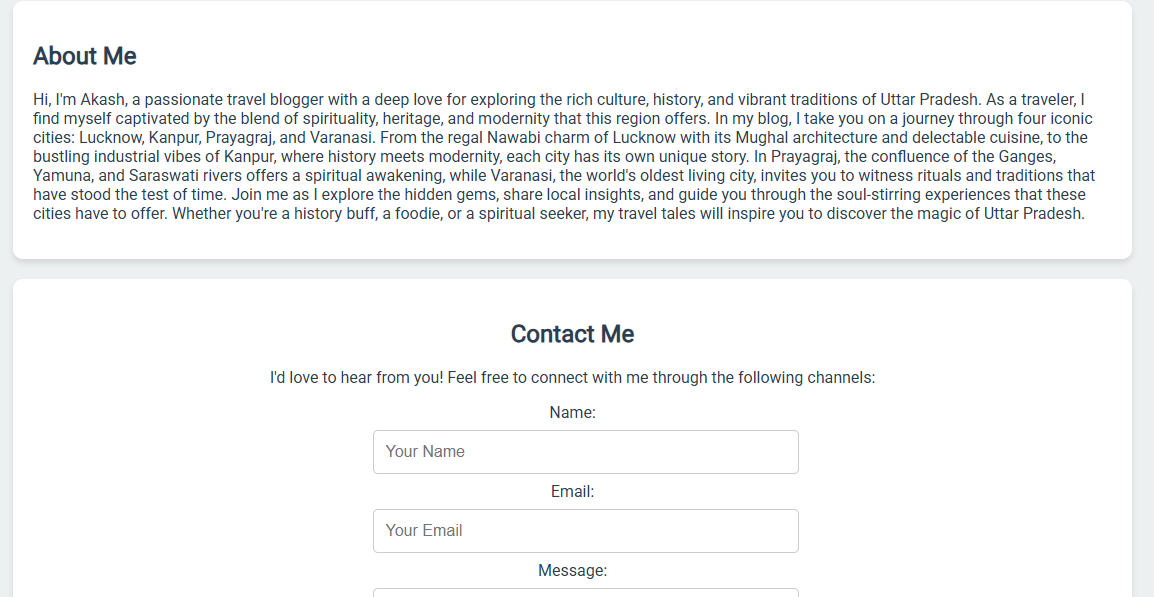 About Me
Hi, I'm Akash, a passionate travel blogger with a deep love for exploring the rich culture, history, and vibrant traditions of Uttar Pradesh. As a traveler, I
find myself captivated by the blend of spirituality, heritage, and modernity that this region offers. In my blog, I take you on a journey through four iconic
cities: Lucknow, Kanpur, Prayagraj, and Varanasi. From the regal Nawabi charm of Lucknow with its Mughal architecture and delectable cuisine, to the
bustling industrial vibes of Kanpur, where history meets modernity, each city has its own unique story. In Prayagraj, the confluence of the Ganges,
Yamuna, and Saraswati rivers offers a spiritual awakening, while Varanasi, the world's oldest living city, invites you to witness rituals and traditions that
have stood the test of time. Join me as I explore the hidden gems, share local insights, and guide you through the soul-stirring experiences that these
cities have to offer. Whether you're a history buff, a foodie, or a spiritual seeker, my travel tales will inspire you to discover the magic of Uttar Pradesh.
Contact Me
I'd love to hear from you! Feel free to connect with me through the following channels:
Name:
Your Name
Email:
Your Email
Message: